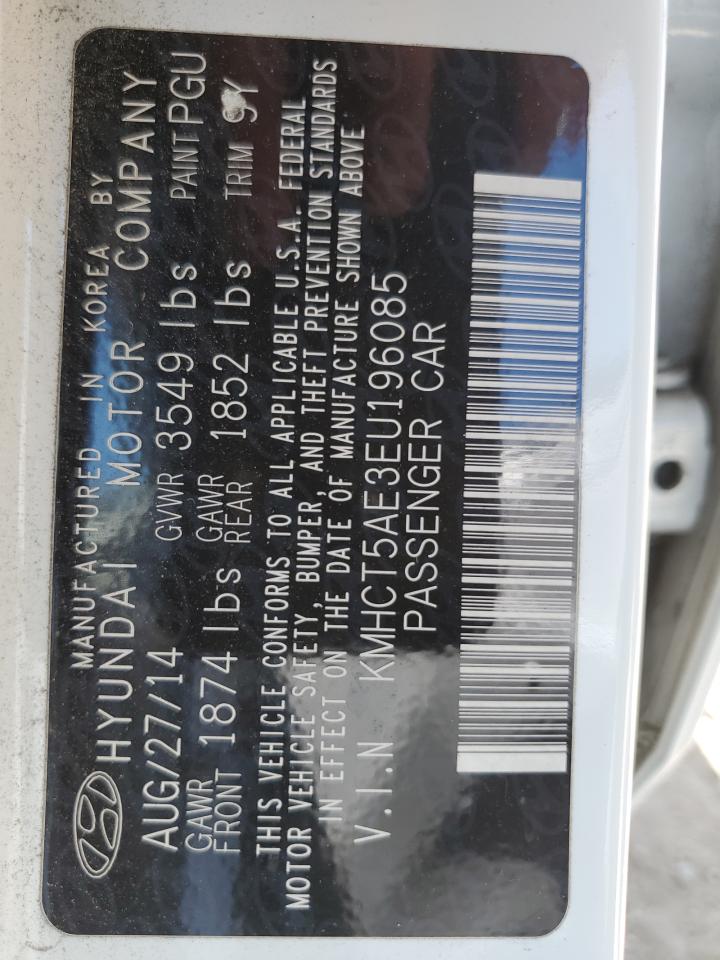 MANUFACTURED IN KOREA BY
HYUNDAI MOTOR COMPANY
AUG/27/14 GVWR 3549 lbs PAINT PGU
GAWR FRONT 1874 lbs GAWR REAR 1852 lbs TRIM 9Y
THIS VEHICLE CONFORMS TO ALL APPLICABLE U.S.A. FEDERAL
MOTOR VEHICLE SAFETY, BUMPER, AND THEFT PREVENTION STANDARDS
IN EFFECT ON THE DATE OF MANUFACTURE SHOWN ABOVE
V.I.N KMHCT5AE3EU196085
PASSENGER CAR